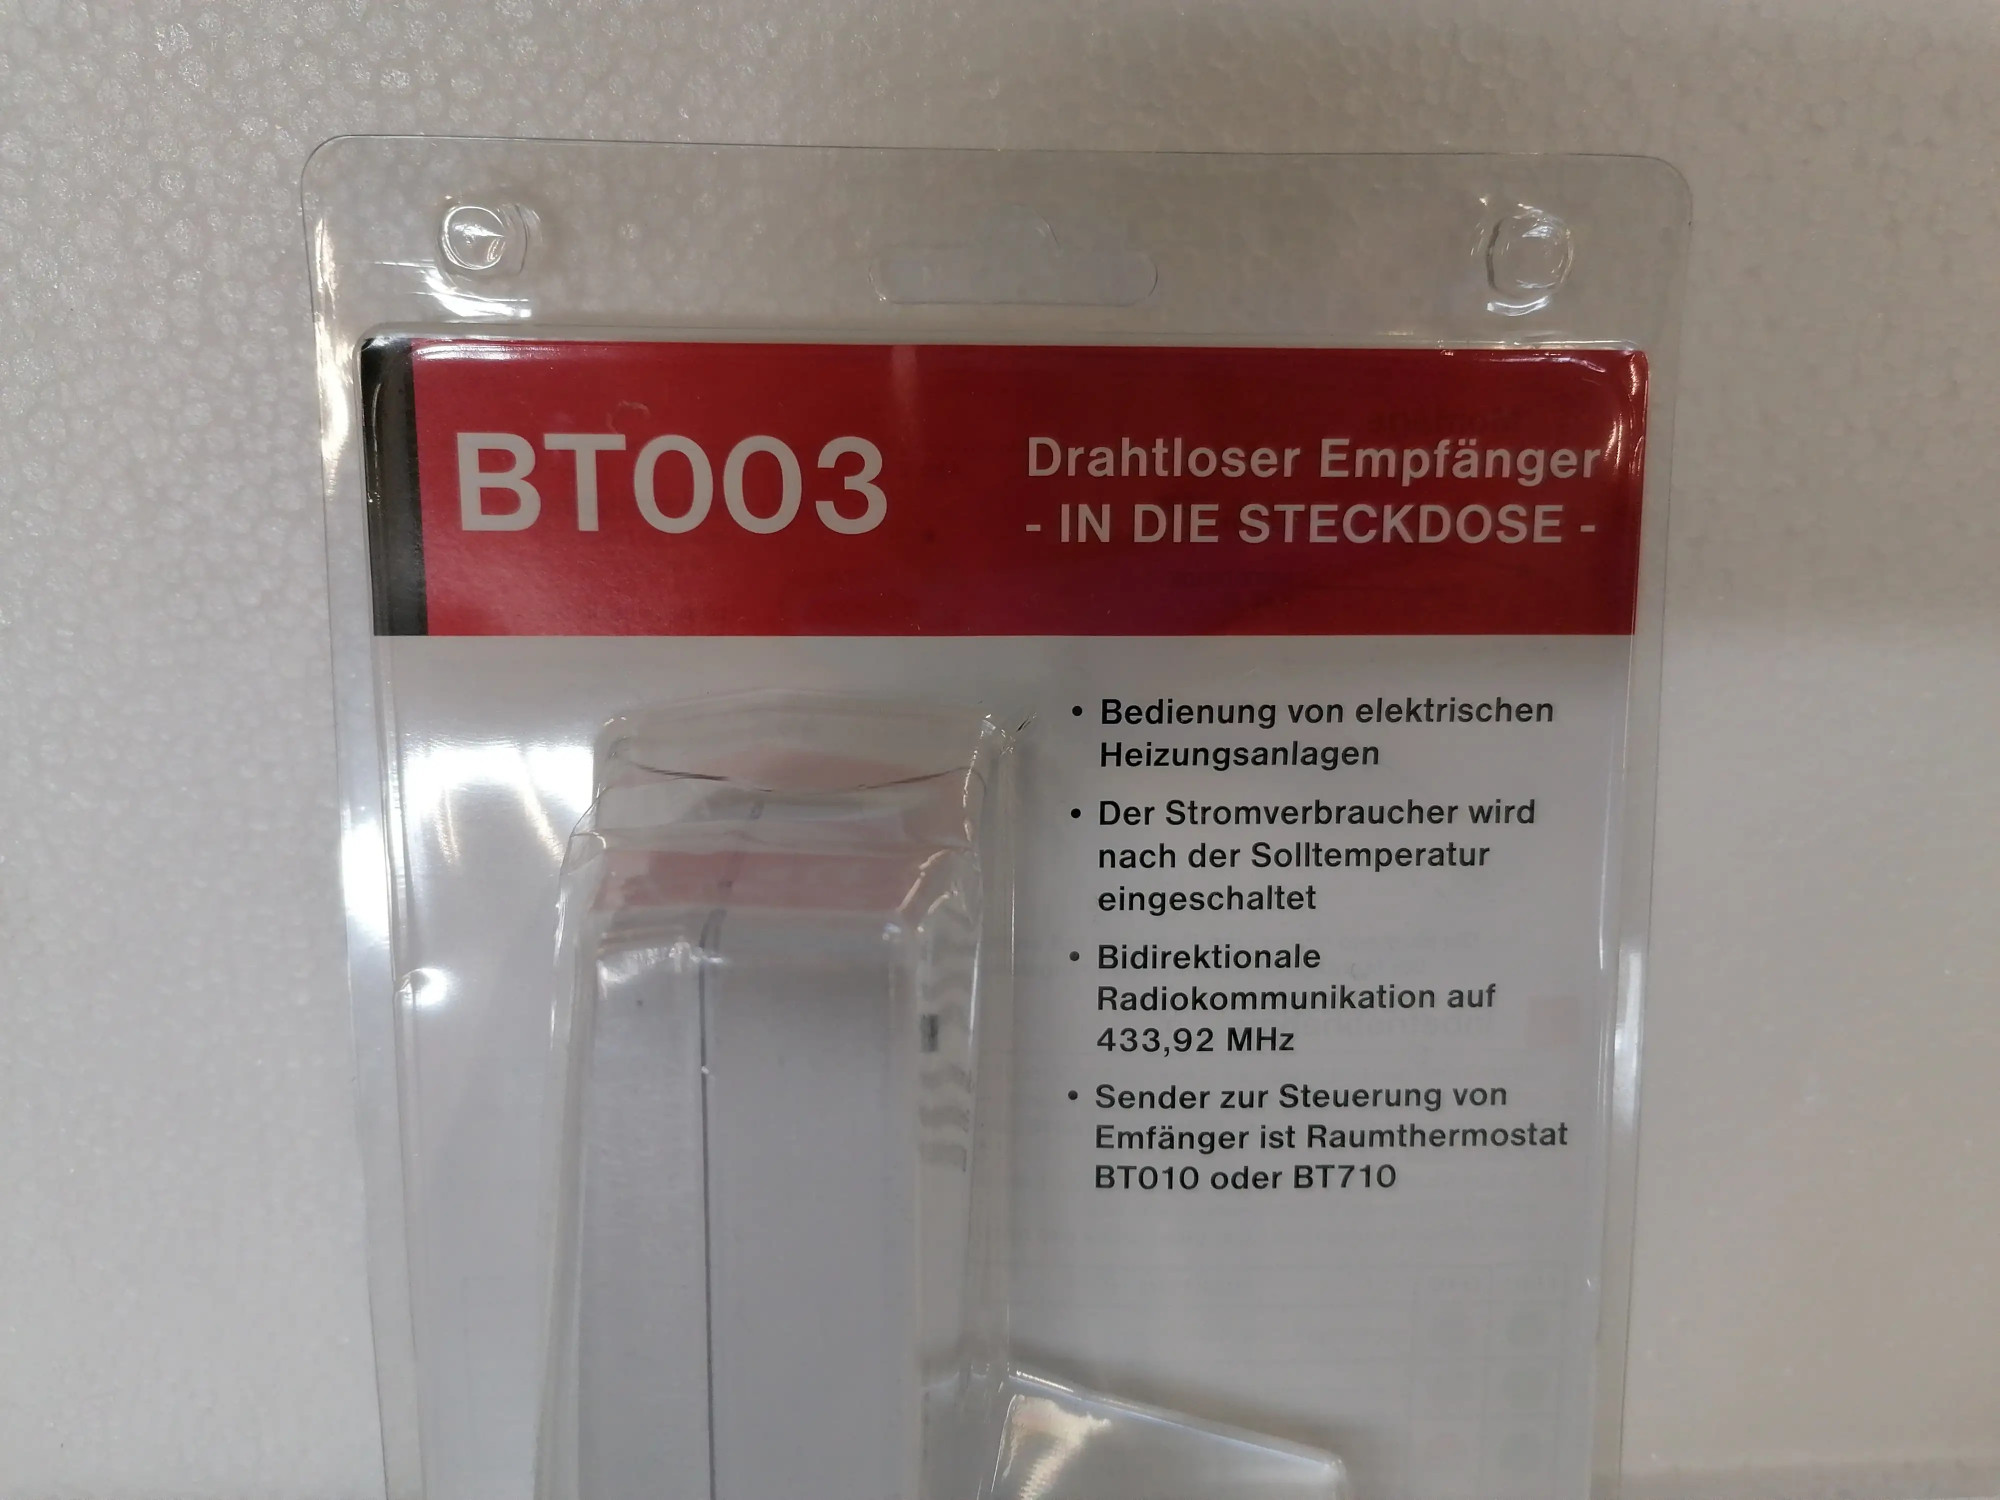 BT003
Drahtloser Empfänger
- IN DIE STECKDOSE -
• Bedienung von elektrischen
Heizungsanlagen
• Der Stromverbraucher wird
nach der Solltemperatur
eingeschaltet
• Bidirektionale
Radiokommunikation auf
433,92 MHz
• Sender zur Steuerung von
Emfänger ist Raumthermostat
BT010 oder BT710